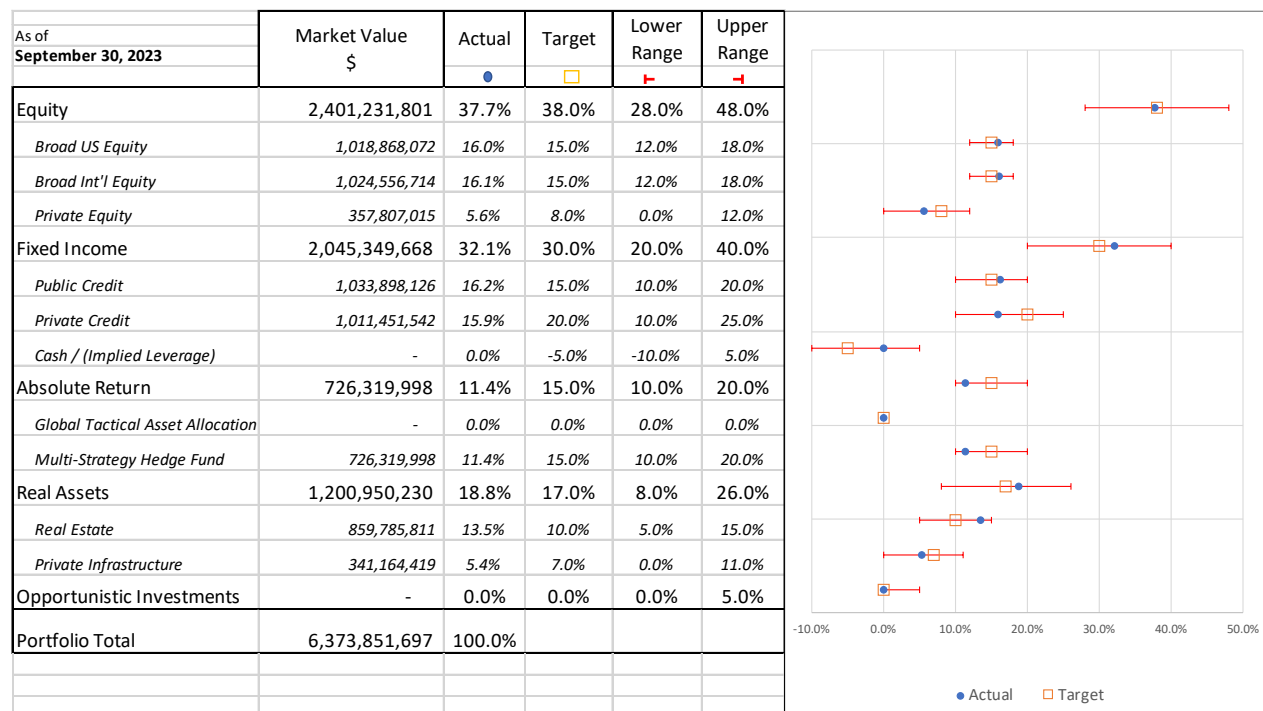 As of
September 30, 2023
Market Value
$
Actual
Target
Lower
Range
Upper
Range
Equity 2,401,231,801 37.7% 38.0% 28.0% 48.0%
Broad US Equity 1,018,868,072 16.0% 15.0% 12.0% 18.0%
Broad Int'l Equity 1,024,556,714 16.1% 15.0% 12.0% 18.0%
Private Equity 357,807,015 5.6% 8.0% 0.0% 12.0%
Fixed Income 2,045,349,668 32.1% 30.0% 20.0% 40.0%
Public Credit 1,033,898,126 16.2% 15.0% 10.0% 20.0%
Private Credit 1,011,451,542 15.9% 20.0% 10.0% 25.0%
Cash / (Implied Leverage) - 0.0% -5.0% -10.0% 5.0%
Absolute Return 726,319,998 11.4% 15.0% 10.0% 20.0%
Global Tactical Asset Allocation - 0.0% 0.0% 0.0% 0.0%
Multi-Strategy Hedge Fund 726,319,998 11.4% 15.0% 10.0% 20.0%
Real Assets 1,200,950,230 18.8% 17.0% 8.0% 26.0%
Real Estate 859,785,811 13.5% 10.0% 5.0% 15.0%
Private Infrastructure 341,164,419 5.4% 7.0% 0.0% 11.0%
Opportunistic Investments - 0.0% 0.0% 0.0% 5.0%
Portfolio Total 6,373,851,697 100.0%
-10.0% 0.0% 10.0% 20.0% 30.0% 40.0% 50.0%
Actual Target